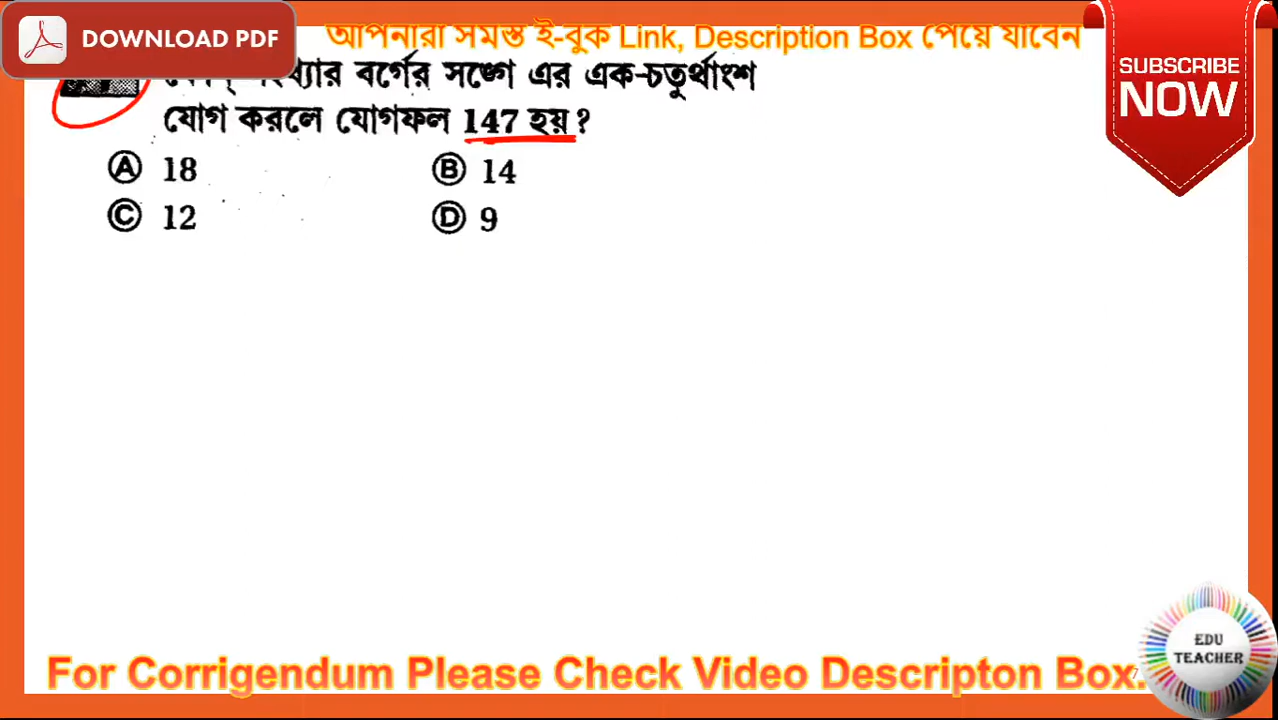 DOWNLOAD PDF
আপনারা সমস্ত ই-বুক Link, Description Box পেয়ে যাবেন
SUBSCRIBE
NOW
বর্গের সঙ্গে এর এক-চতুর্থাংশ
যোগ করলে যোগফল 147 হয় ?
A 18
B 14
C 12
D 9
EDU
TEACHER
For Corrigendum Please Check Video Descripton Box.